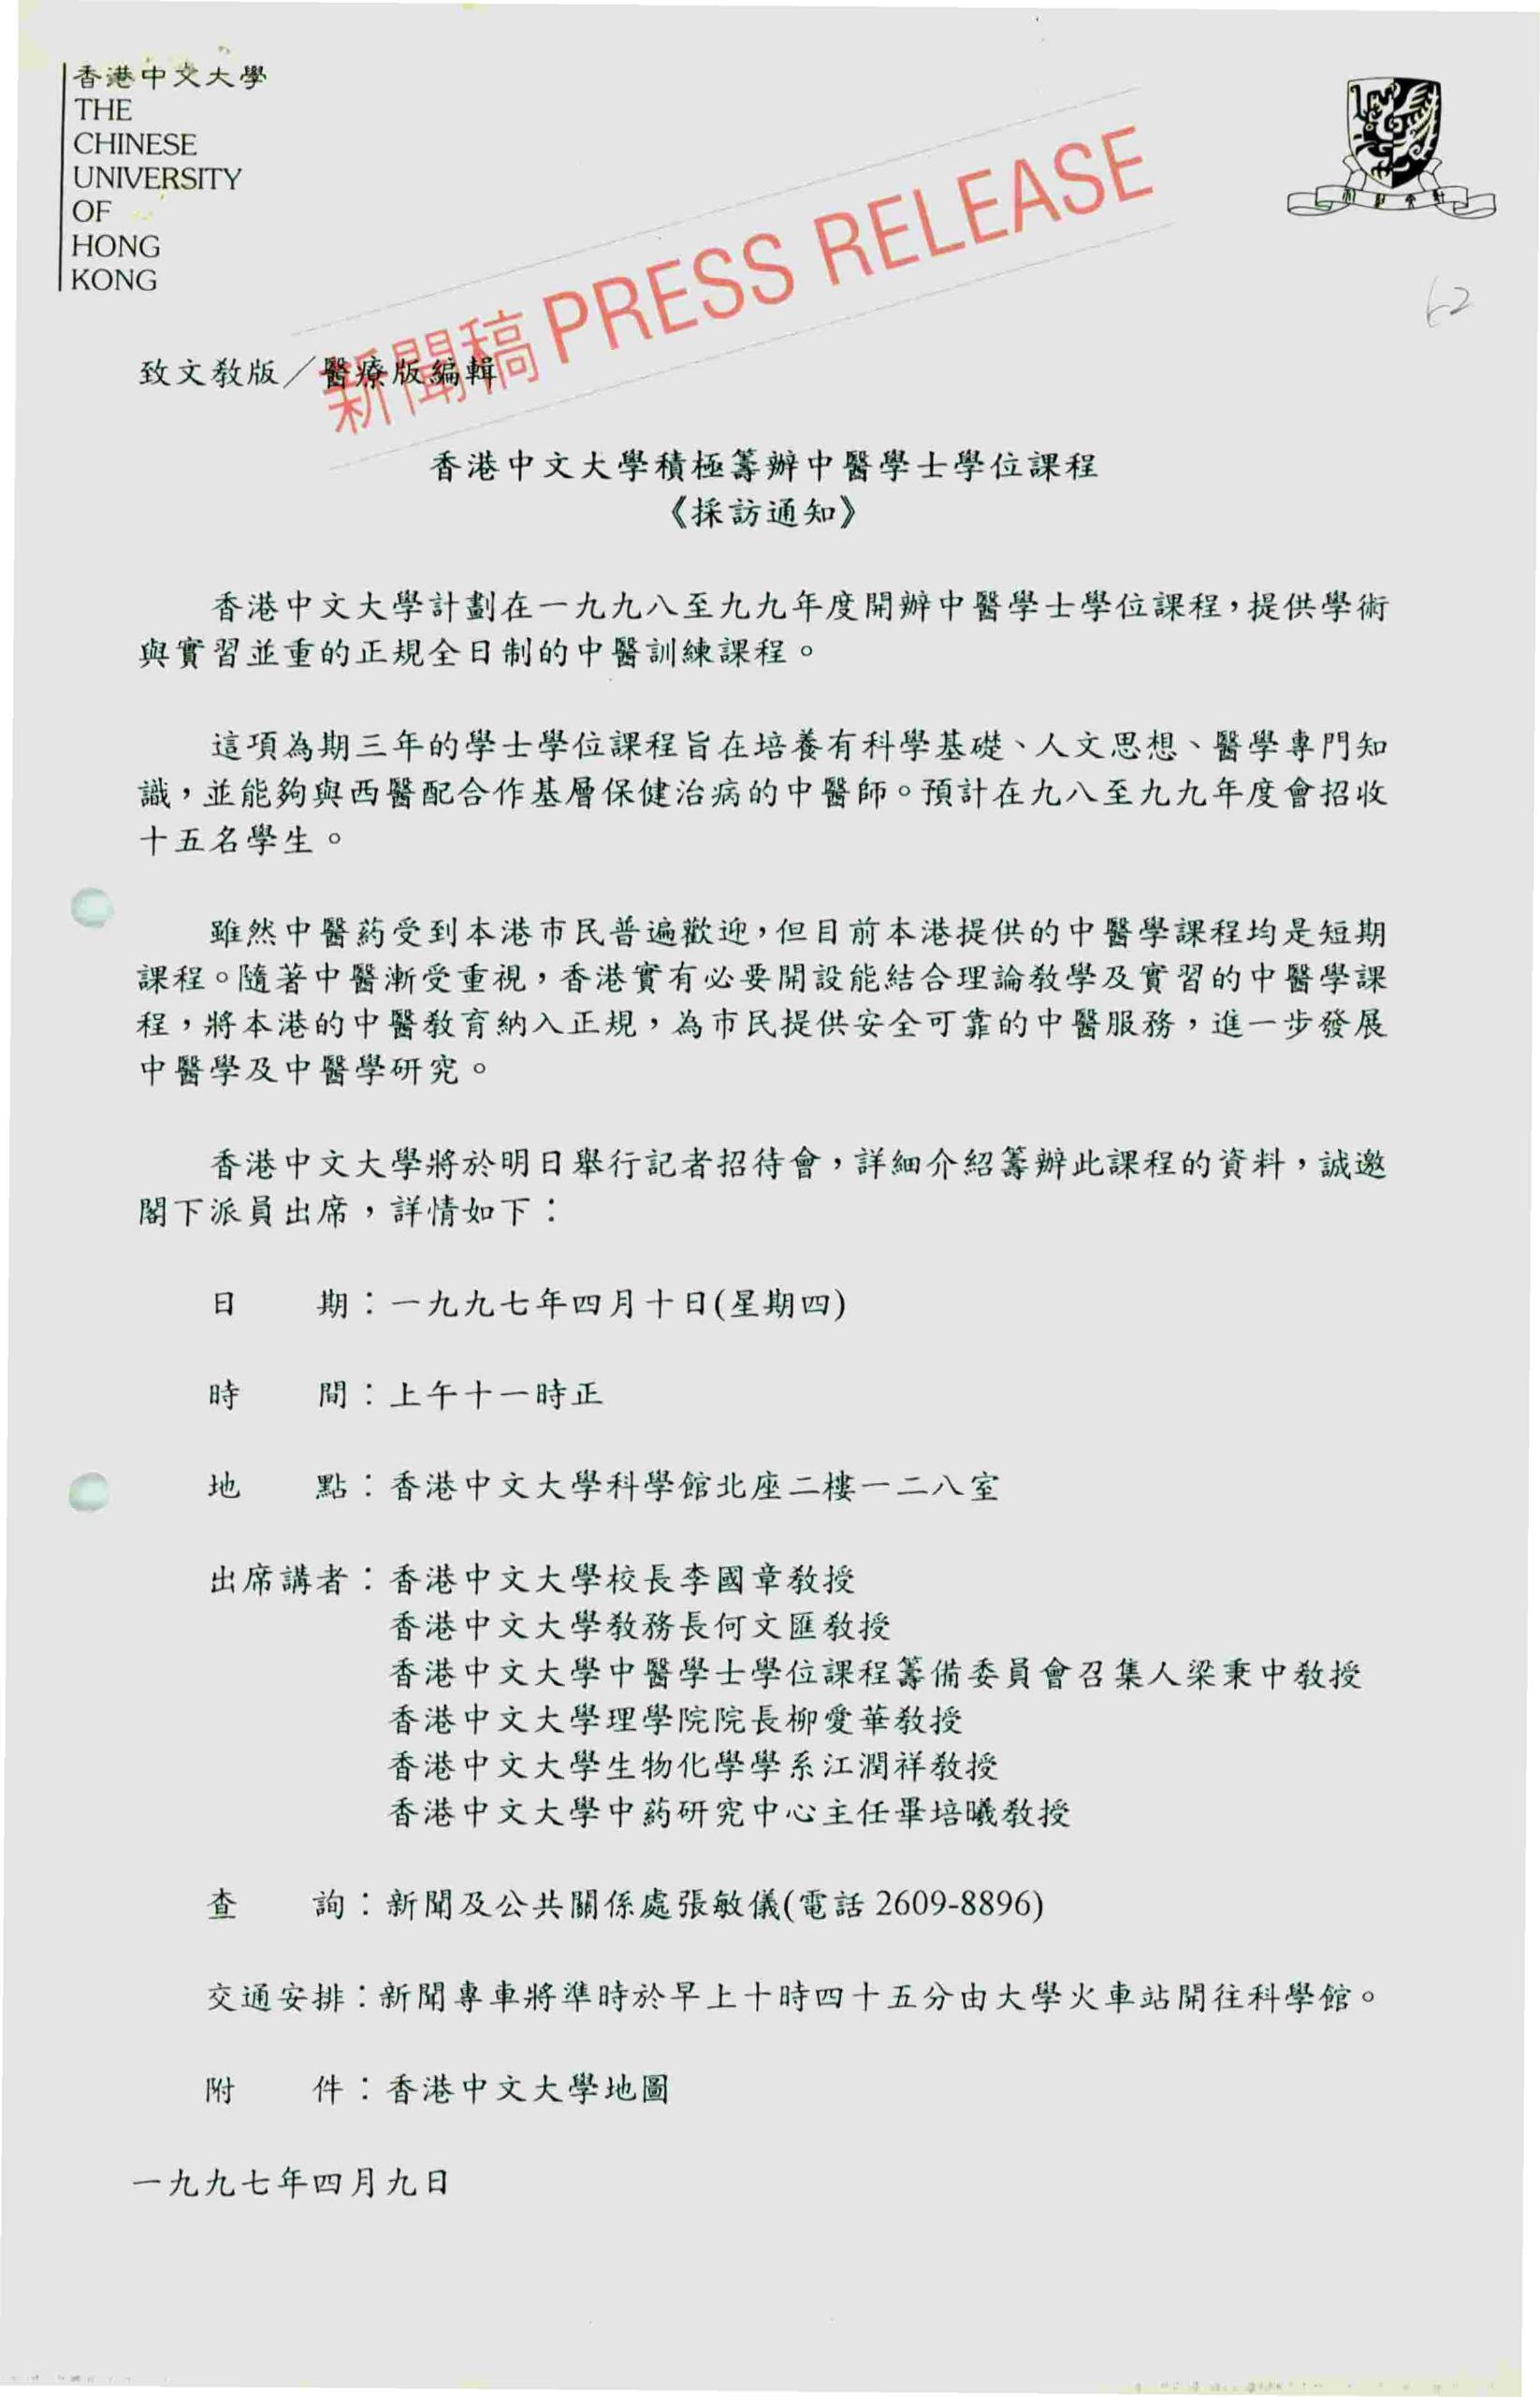 香港中文大學
THE
CHINESE
UNIVERSITY
OF
HONG
KONG
新聞稿 PRESS RELEASE
62
致文教版／醫療版編輯
香港中文大學積極籌辦中醫學士學位課程
《採訪通知》
香港中文大學計劃在一九九八至九九年度開辦中醫學士學位課程，提供學術
與實習並重的正規全日制的中醫訓練課程。
這項為期三年的學士學位課程旨在培養有科學基礎、人文思想、醫學專門知
識，並能夠與西醫配合作基層保健治病的中醫師。預計在九八至九九年度會招收
十五名學生。
雖然中醫葯受到本港市民普遍歡迎，但目前本港提供的中醫學課程均是短期
課程。隨著中醫漸受重視，香港實有必要開設能結合理論教學及實習的中醫學課
程，將本港的中醫教育納入正規，為市民提供安全可靠的中醫服務，進一步發展
中醫學及中醫學研究。
香港中文大學將於明日舉行記者招待會，詳細介紹籌辦此課程的資料，誠邀
閣下派員出席，詳情如下：
日　　期：一九九七年四月十日(星期四)
時　　間：上午十一時正
地　　點：香港中文大學科學館北座二樓一二八室
出席講者：香港中文大學校長李國章教授
香港中文大學教務長何文匯教授
香港中文大學中醫學士學位課程籌備委員會召集人梁秉中教授
香港中文大學理學院院長柳愛華教授
香港中文大學生物化學學系江潤祥教授
香港中文大學中葯研究中心主任畢培曦教授
查　　詢：新聞及公共關係處張敏儀(電話 2609-8896)
交通安排：新聞專車將準時於早上十時四十五分由大學火車站開往科學館。
附　　件：香港中文大學地圖
一九九七年四月九日